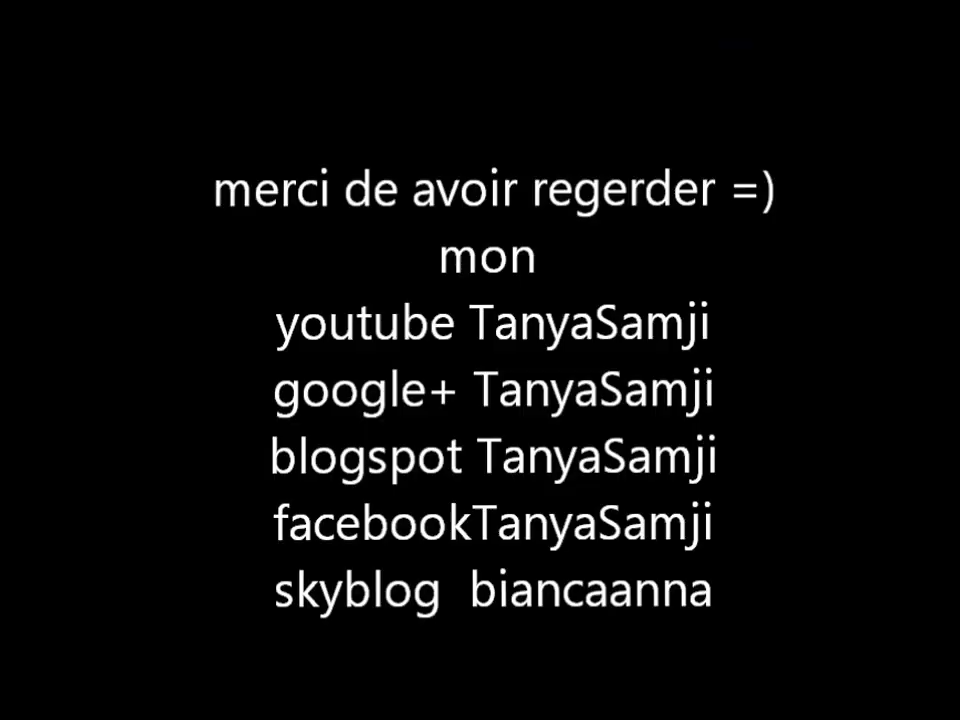 merci de avoir regerder =)
mon
youtube TanyaSamji
google+ TanyaSamji
blogspot TanyaSamji
facebookTanyaSamji
skyblog  biancaanna